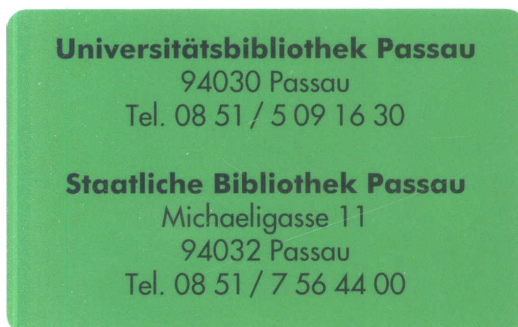 Universitätsbibliothek Passau
94030 Passau
Tel. 08 51 / 5 09 16 30
Staatliche Bibliothek Passau
Michaeligasse 11
94032 Passau
Tel. 08 51 / 7 56 44 00